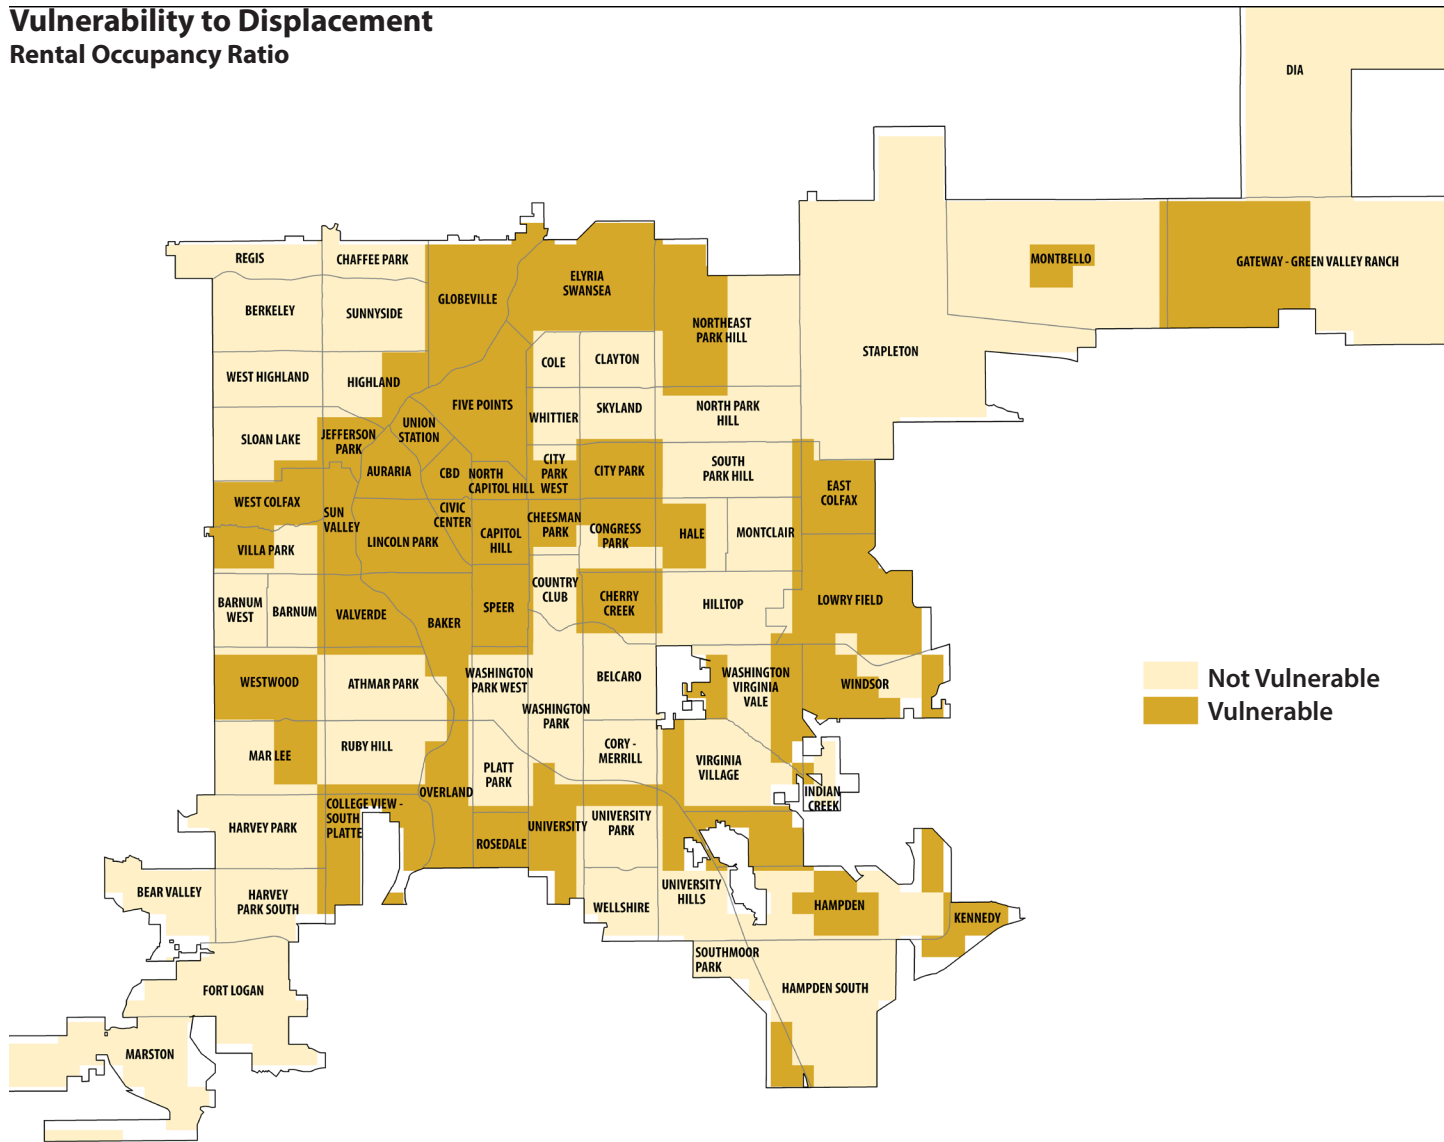 Vulnerability to Displacement
Rental Occupancy Ratio
DIA
REGIS
CHAFFEE PARK
GLOBEVILLE
ELYRIA
SWANSEA
MONTBELLO
GATEWAY - GREEN VALLEY RANCH
BERKELEY
SUNNYSIDE
NORTHEAST
PARK HILL
STAPLETON
WEST HIGHLAND
HIGHLAND
COLE
CLAYTON
FIVE POINTS
WHITTIER
SKYLAND
NORTH PARK
HILL
SLOAN LAKE
JEFFERSON
PARK
UNION
STATION
AURARIA
CBD
NORTH
CAPITOL HILL
CITY
PARK
WEST
CITY PARK
SOUTH
PARK HILL
EAST
COLFAX
WEST COLFAX
SUN
VALLEY
CIVIC
CENTER
LINCOLN PARK
CAPITOL
HILL
CHEESMAN
PARK
CONGRESS
PARK
HALE
MONTCLAIR
VILLA PARK
BARNUM
WEST
BARNUM
VALVERDE
BAKER
SPEER
COUNTRY
CLUB
CHERRY
CREEK
HILLTOP
LOWRY FIELD
WESTWOOD
ATHMAR PARK
WASHINGTON
PARK WEST
WASHINGTON
PARK
BELCARO
WASHINGTON
VIRGINIA
VALE
WINDSOR
Not Vulnerable
Vulnerable
MAR LEE
RUBY HILL
PLATT
PARK
CORY -
MERRILL
VIRGINIA
VILLAGE
INDIAN
CREEK
HARVEY PARK
COLLEGE VIEW -
SOUTH
PLATTE
OVERLAND
ROSEDALE
UNIVERSITY
UNIVERSITY
PARK
BEAR VALLEY
HARVEY
PARK SOUTH
WELLSHIRE
UNIVERSITY
HILLS
HAMPDEN
KENNEDY
SOUTHMOOR
PARK
HAMPDEN SOUTH
FORT LOGAN
MARSTON